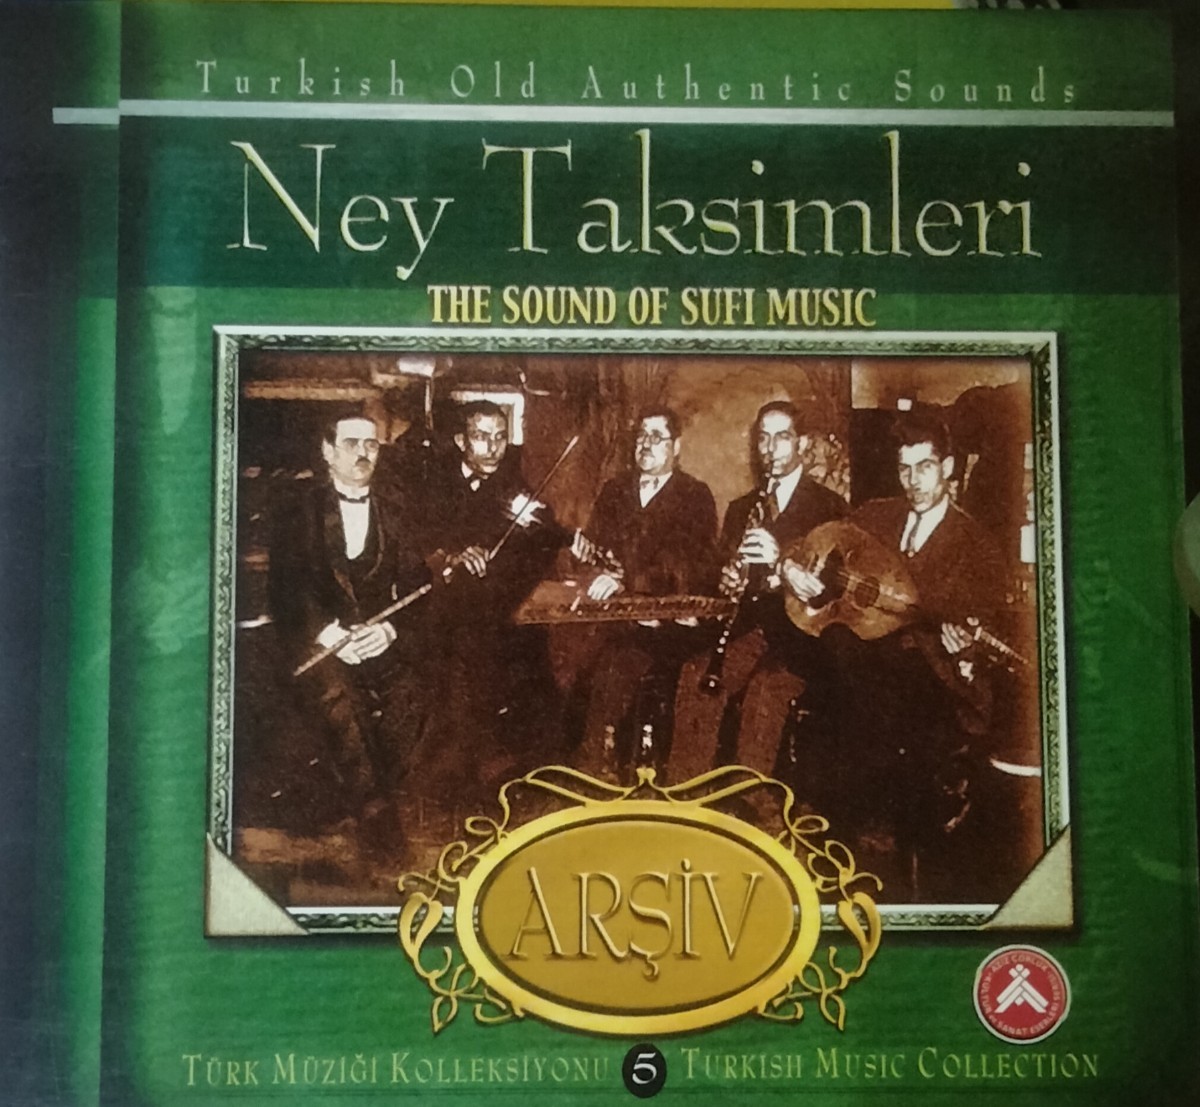 Turkish Old Authentic Sounds
Ney Taksimleri
THE SOUND OF SUFI MUSIC
ARŞİV
TÜRK MÜZİĞİ KOLLEKSİYONU 5 TURKISH MUSIC COLLECTION